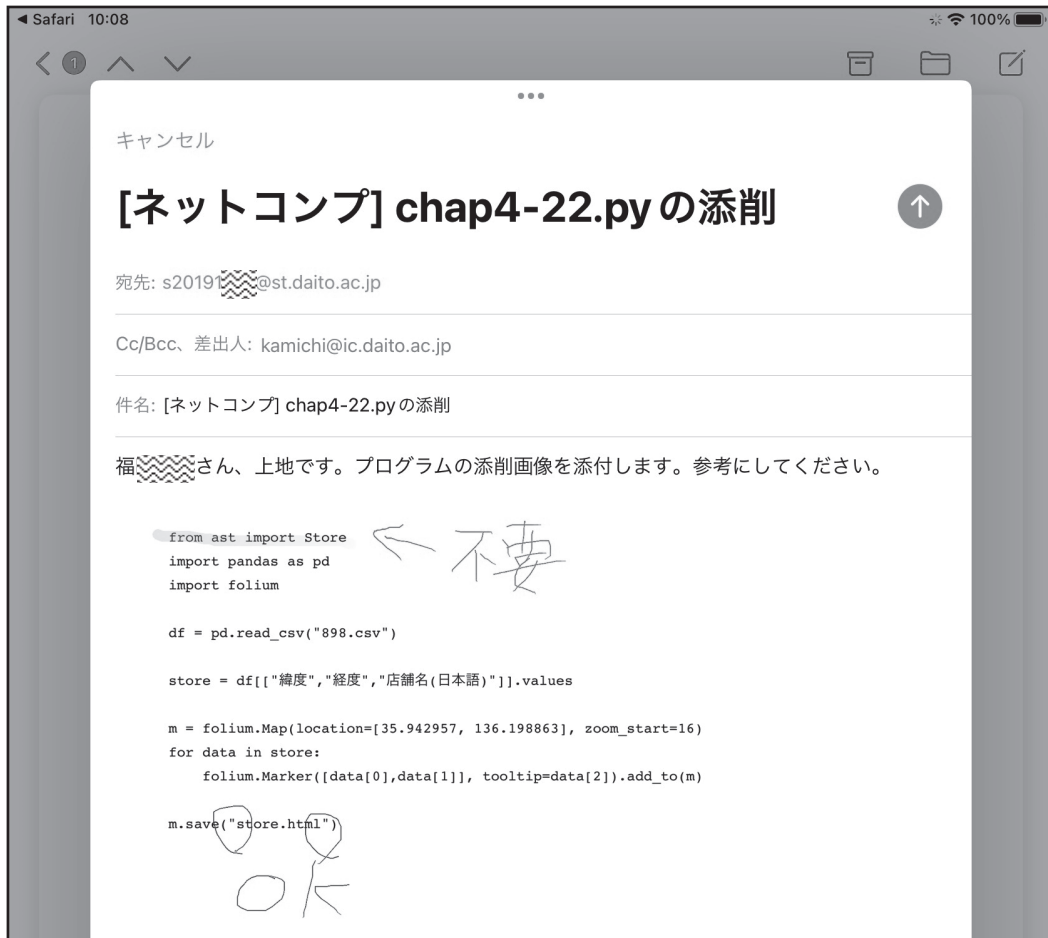 Safari 10:08
100%
1
キャンセル
[ネットコンプ] chap4-22.pyの添削
宛先: s20191 @st.daito.ac.jp
Cc/Bcc、差出人: kamichi@ic.daito.ac.jp
件名: [ネットコンプ] chap4-22.pyの添削
福 さん、上地です。プログラムの添削画像を添付します。参考にしてください。
from ast import Store ← 不要
import pandas as pd
import folium
df = pd.read_csv("898.csv")
store = df[["緯度","経度","店舗名(日本語)"]].values
m = folium.Map(location=[35.942957, 136.198863], zoom_start=16)
for data in store:
    folium.Marker([data[0],data[1]], tooltip=data[2]).add_to(m)
m.save("store.html")
OK